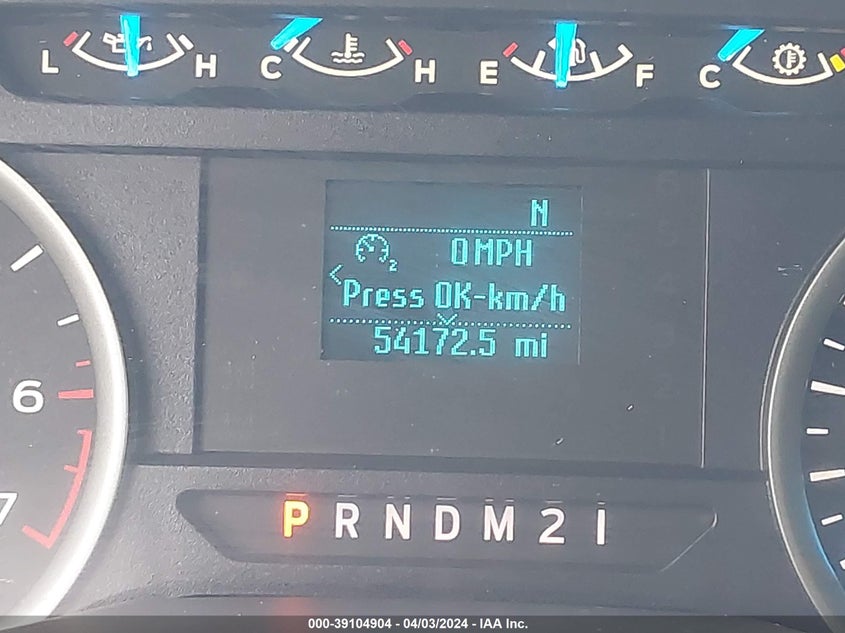 L H C H E F C
N
0 MPH
2
Press OK-km/h
54172.5 mi
6
7
P R N D M 2 1
000-39104904 - 04/03/2024 - IAA Inc.